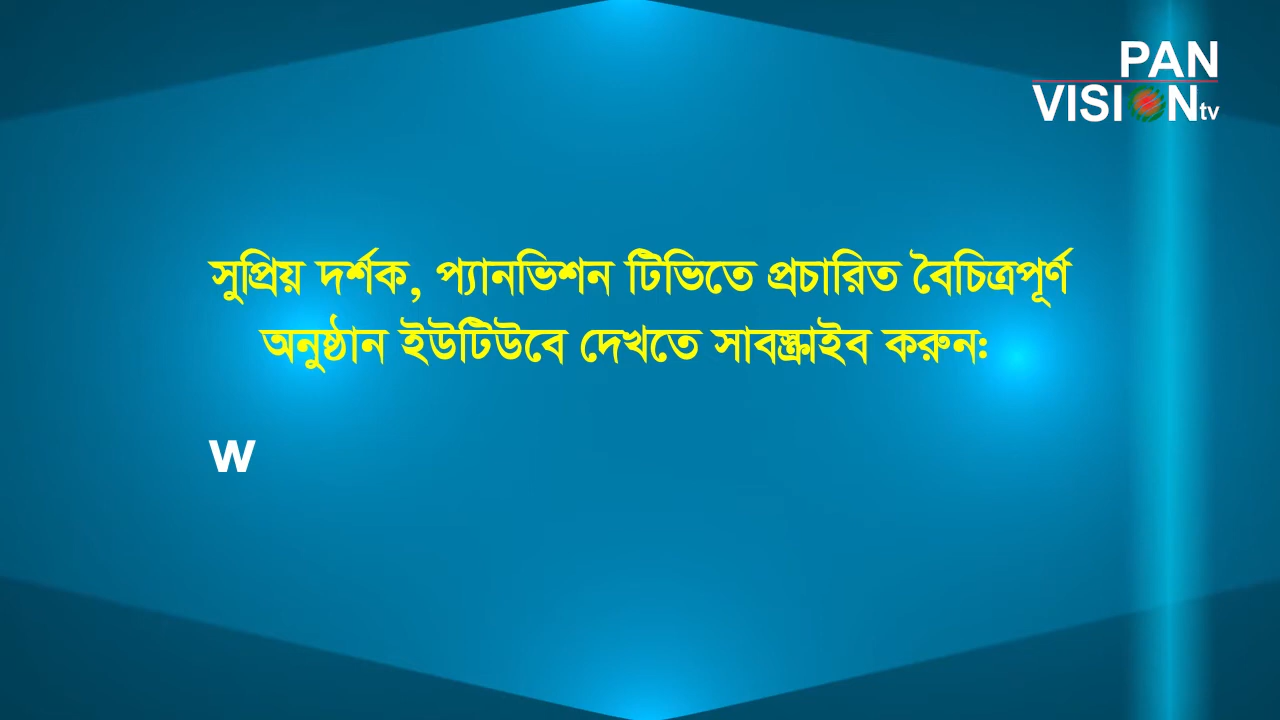 PAN
VISION tv
সুপ্রিয় দর্শক, প্যানভিশন টিভিতে প্রচারিত বৈচিত্রপূর্ণ
অনুষ্ঠান ইউটিউবে দেখতে সাবস্ক্রাইব করুন:
w